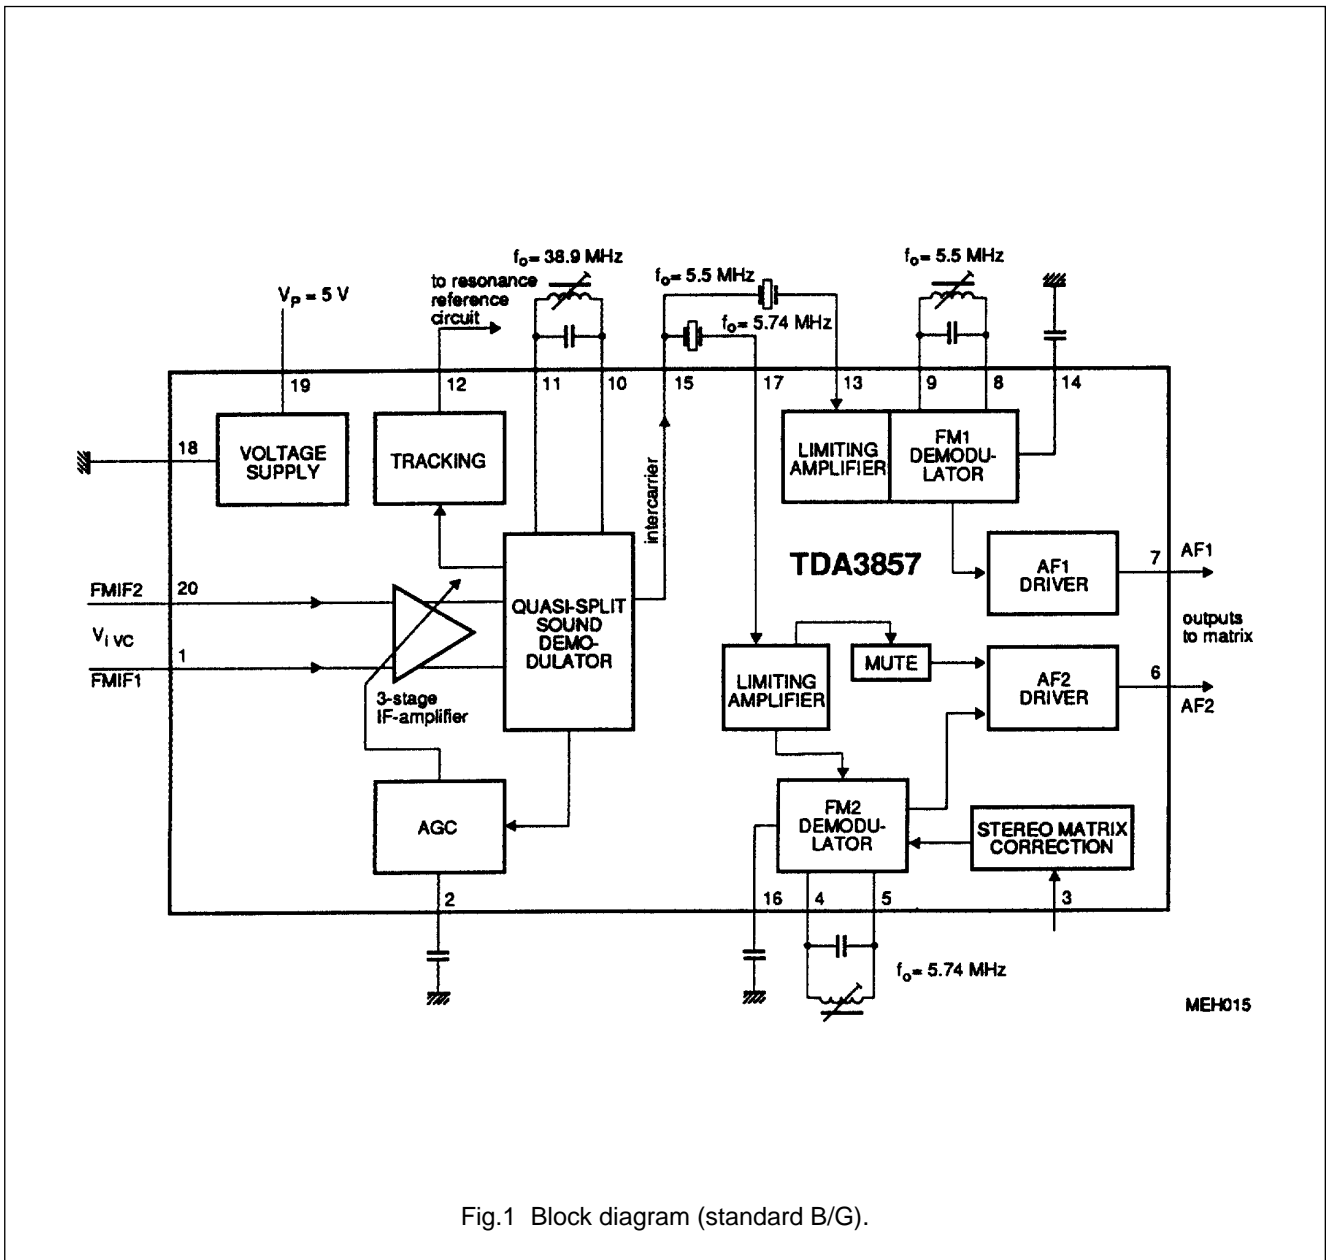 fo= 38.9 MHz
to resonance
reference
circuit
VP = 5 V
fo= 5.5 MHz
fo= 5.74 MHz
fo= 5.5 MHz
19
12
11
10
15
17
13
9
8
14
18
VOLTAGE
SUPPLY
TRACKING
LIMITING
AMPLIFIER
FM1
DEMODU-
LATOR
intercarrier
TDA3857
AF1
DRIVER
7
AF1
FMIF2
20
Vi VC
1
FMIF1
3-stage
IF-amplifier
QUASI-SPLIT
SOUND
DEMO-
DULATOR
outputs
to matrix
LIMITING
AMPLIFIER
MUTE
AF2
DRIVER
6
AF2
AGC
FM2
DEMODU-
LATOR
STEREO MATRIX
CORRECTION
2
16
4
5
3
fo= 5.74 MHz
MEH015
Fig.1 Block diagram (standard B/G).